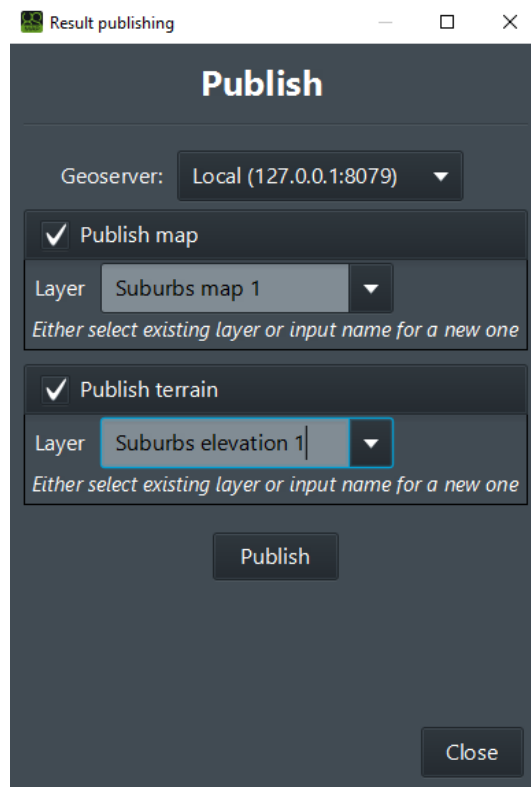 Result publishing
Publish
Geoserver: Local (127.0.0.1:8079)
Publish map
Layer Suburbs map 1
Either select existing layer or input name for a new one
Publish terrain
Layer Suburbs elevation 1
Either select existing layer or input name for a new one
Publish
Close